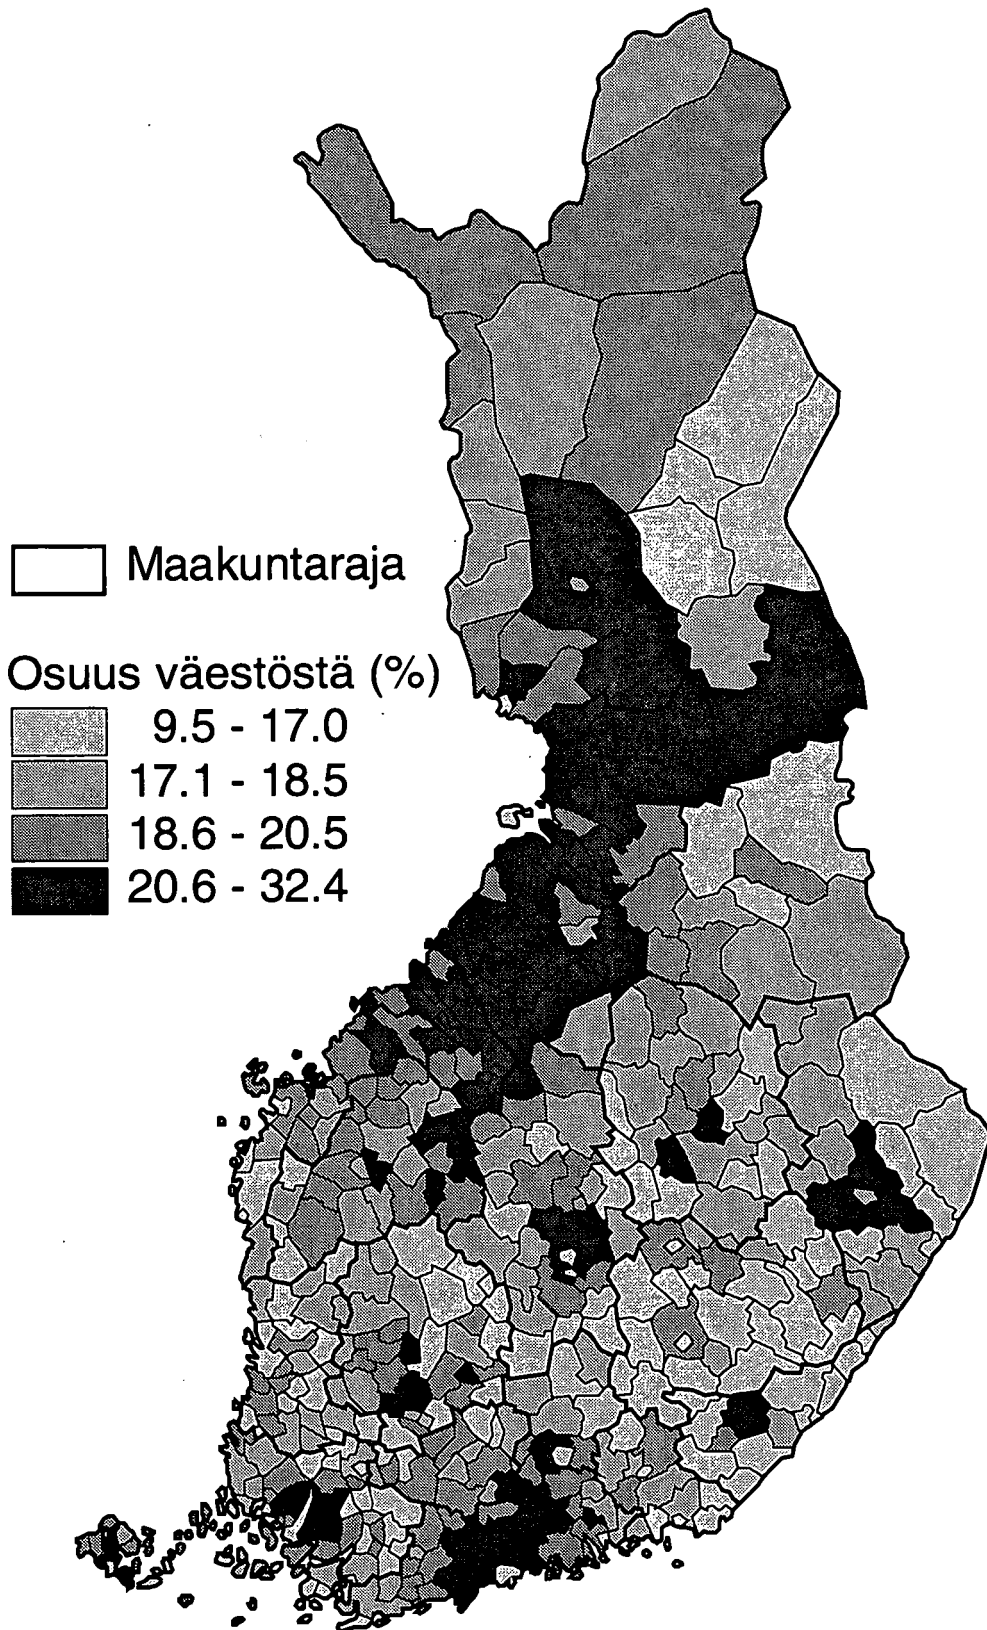 Maakuntaraja
Osuus väestöstä (%)
9.5 - 17.0
17.1 - 18.5
18.6 - 20.5
20.6 - 32.4